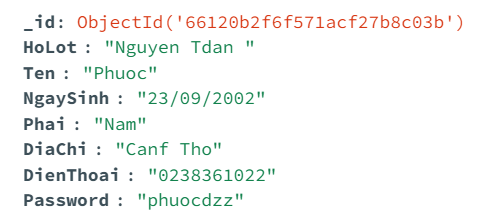 _id: ObjectId('66120b2f6f571acf27b8c03b')
HoLot : "Nguyen Tdan "
Ten : "Phuoc"
NgaySinh : "23/09/2002"
Phai : "Nam"
DiaChi : "Canf Tho"
DienThoai : "0238361022"
Password : "phuocdzz"